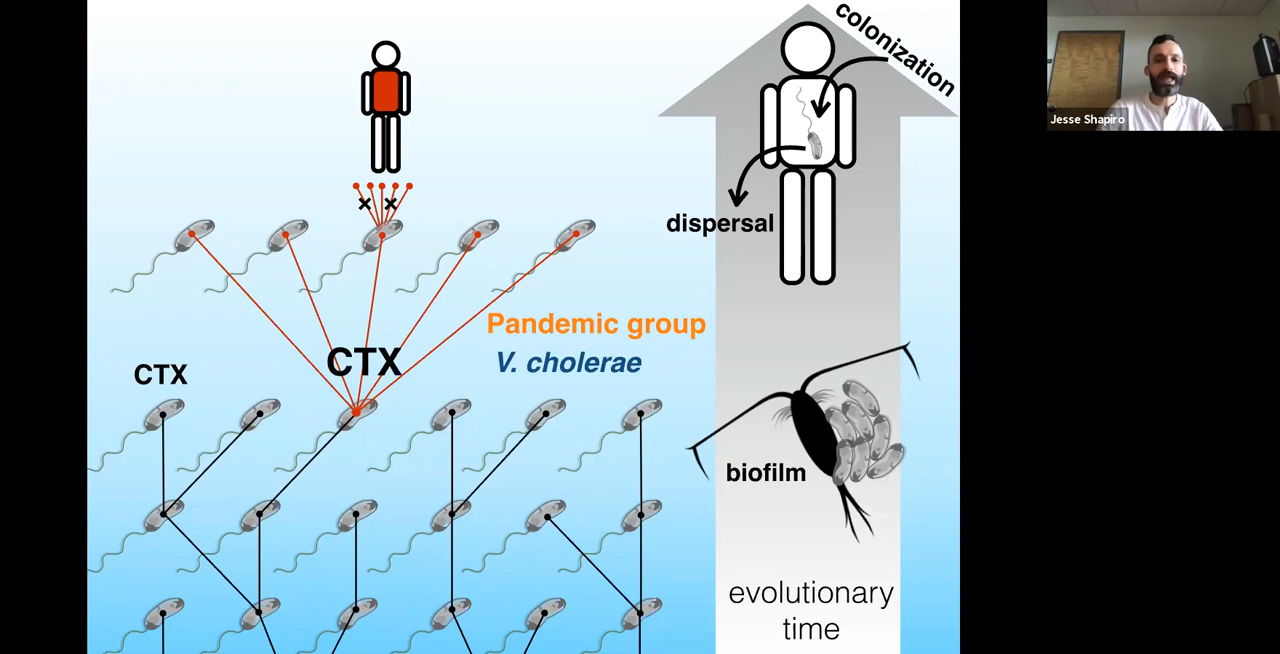 colonization
Jesse Shapiro
dispersal
Pandemic group
CTX
V. cholerae
CTX
biofilm
evolutionary
time